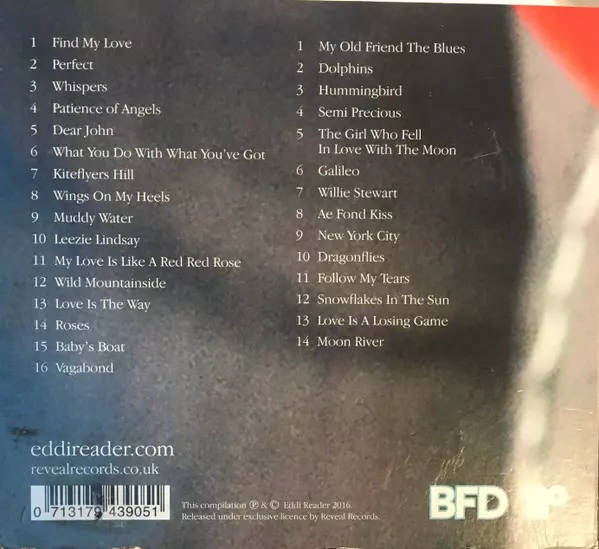 1 Find My Love
2 Perfect
3 Whispers
4 Patience of Angels
5 Dear John
6 What You Do With What You've Got
7 Kiteflyers Hill
8 Wings On My Heels
9 Muddy Water
10 Leezie Lindsay
11 My Love Is Like A Red Red Rose
12 Wild Mountainside
13 Love Is The Way
14 Roses
15 Baby's Boat
16 Vagabond
1 My Old Friend The Blues
2 Dolphins
3 Hummingbird
4 Semi Precious
5 The Girl Who Fell
In Love With The Moon
6 Galileo
7 Willie Stewart
8 Ae Fond Kiss
9 New York City
10 Dragonflies
11 Follow My Tears
12 Snowflakes In The Sun
13 Love Is A Losing Game
14 Moon River
eddireader.com
revealrecords.co.uk
0 713179 439051
This compilation ℗ & © Eddi Reader 2016.
Released under exclusive licence by Reveal Records.
BFD